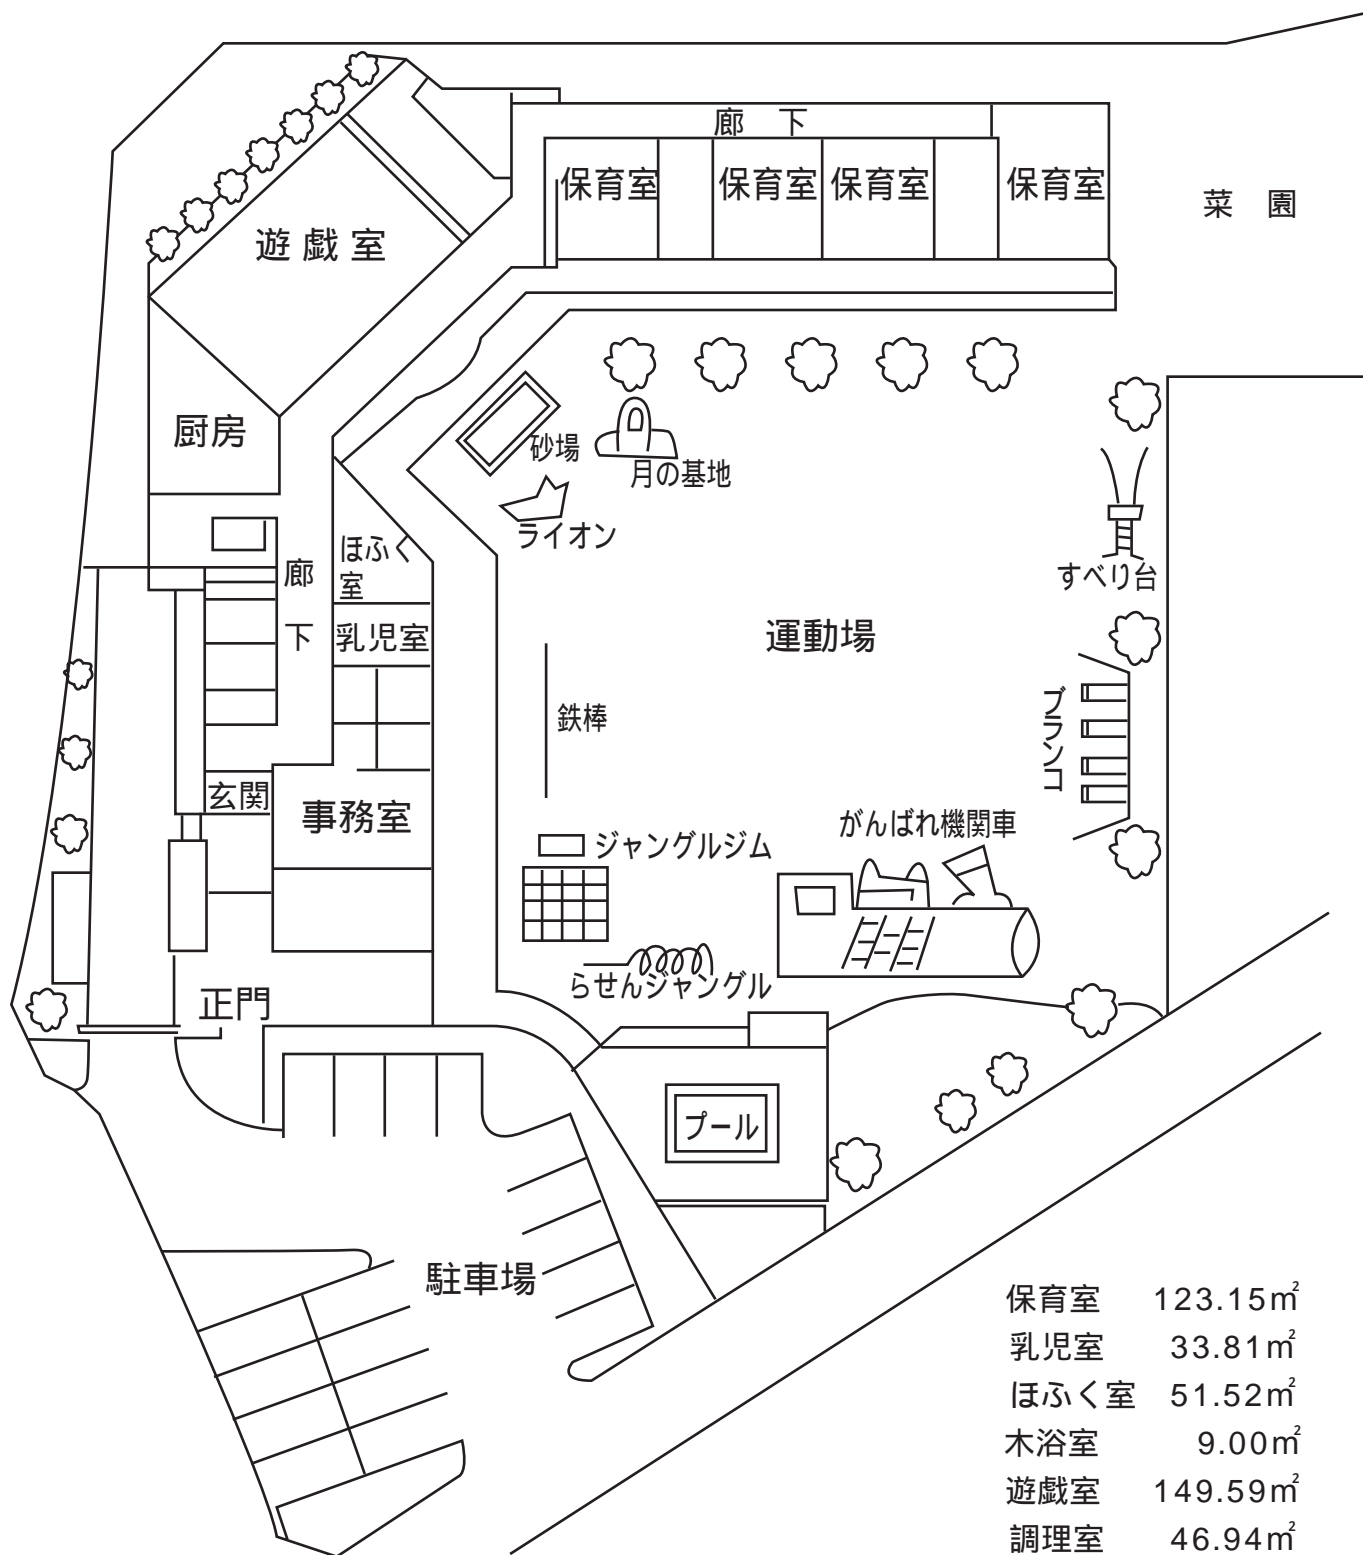 廊 下
保育室 保育室 保育室 保育室
菜 園
遊戯室
厨房
砂場
月の基地
ライオン
ほふく
室
廊
下
すべり台
乳児室
運動場
鉄棒
ブランコ
玄関
事務室
ジャングルジム
がんばれ機関車
らせんジャングル
正門
プール
駐車場
保育室 123.15㎡
乳児室 33.81㎡
ほふく室 51.52㎡
木浴室 9.00㎡
遊戯室 149.59㎡
調理室 46.94㎡